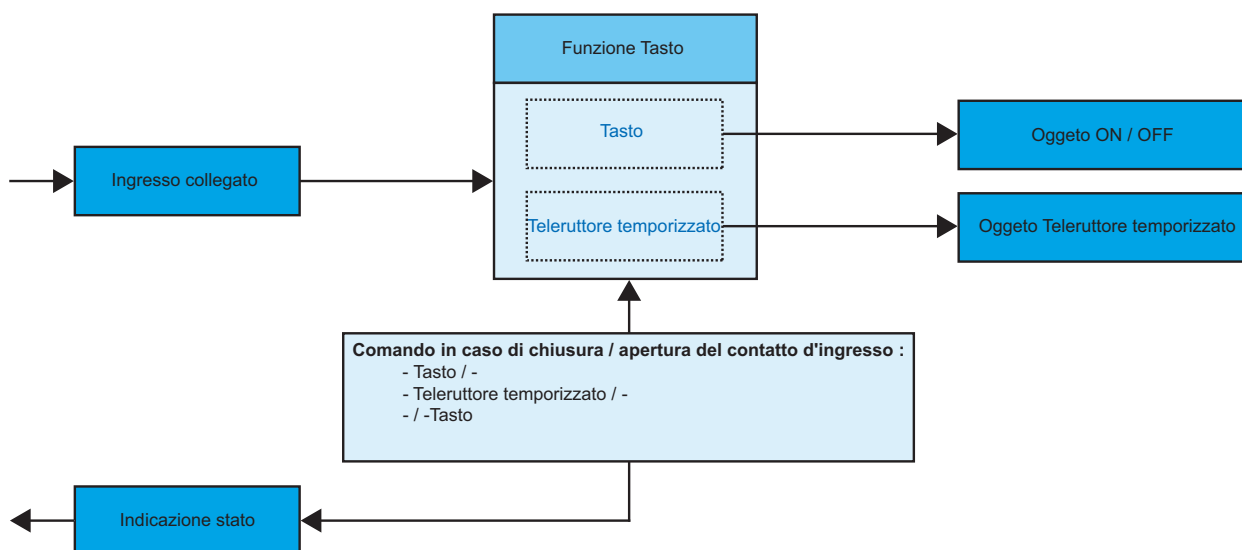 Funzione Tasto
Tasto
Oggeto ON / OFF
Ingresso collegato
Teleruttore temporizzato
Oggeto Teleruttore temporizzato
Comando in caso di chiusura / apertura del contatto d'ingresso :
- Tasto / -
- Teleruttore temporizzato / -
- / -Tasto
Indicazione stato